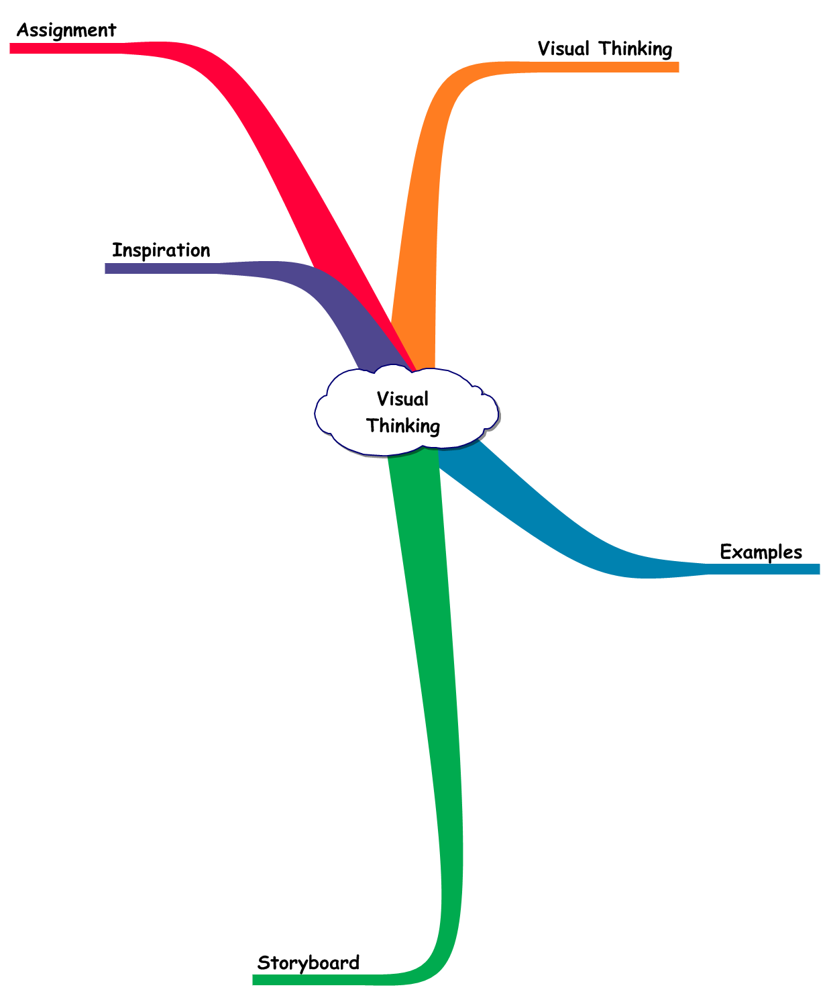 Assignment
Visual Thinking
Inspiration
Visual
Thinking
Examples
Storyboard